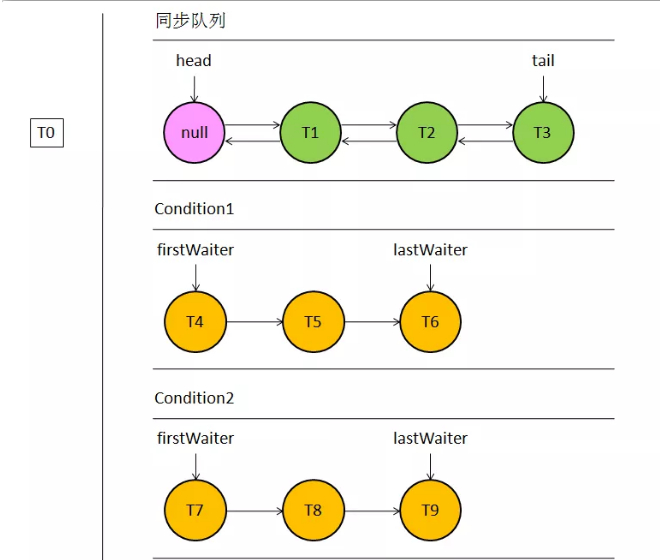 同步队列
head tail
T0 null T1 T2 T3
Condition1
firstWaiter lastWaiter
T4 T5 T6
Condition2
firstWaiter lastWaiter
T7 T8 T9